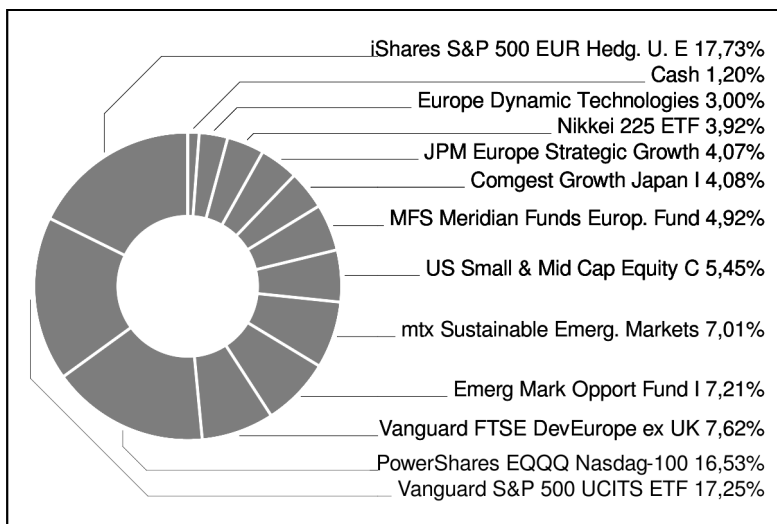 iShares S&P 500 EUR Hedg. U. E 17,73%
Cash 1,20%
Europe Dynamic Technologies 3,00%
Nikkei 225 ETF 3,92%
JPM Europe Strategic Growth 4,07%
Comgest Growth Japan I 4,08%
MFS Meridian Funds Europ. Fund 4,92%
US Small & Mid Cap Equity C 5,45%
mtx Sustainable Emerg. Markets 7,01%
Emerg Mark Opport Fund I 7,21%
Vanguard FTSE DevEurope ex UK 7,62%
PowerShares EQQQ Nasdag-100 16,53%
Vanguard S&P 500 UCITS ETF 17,25%